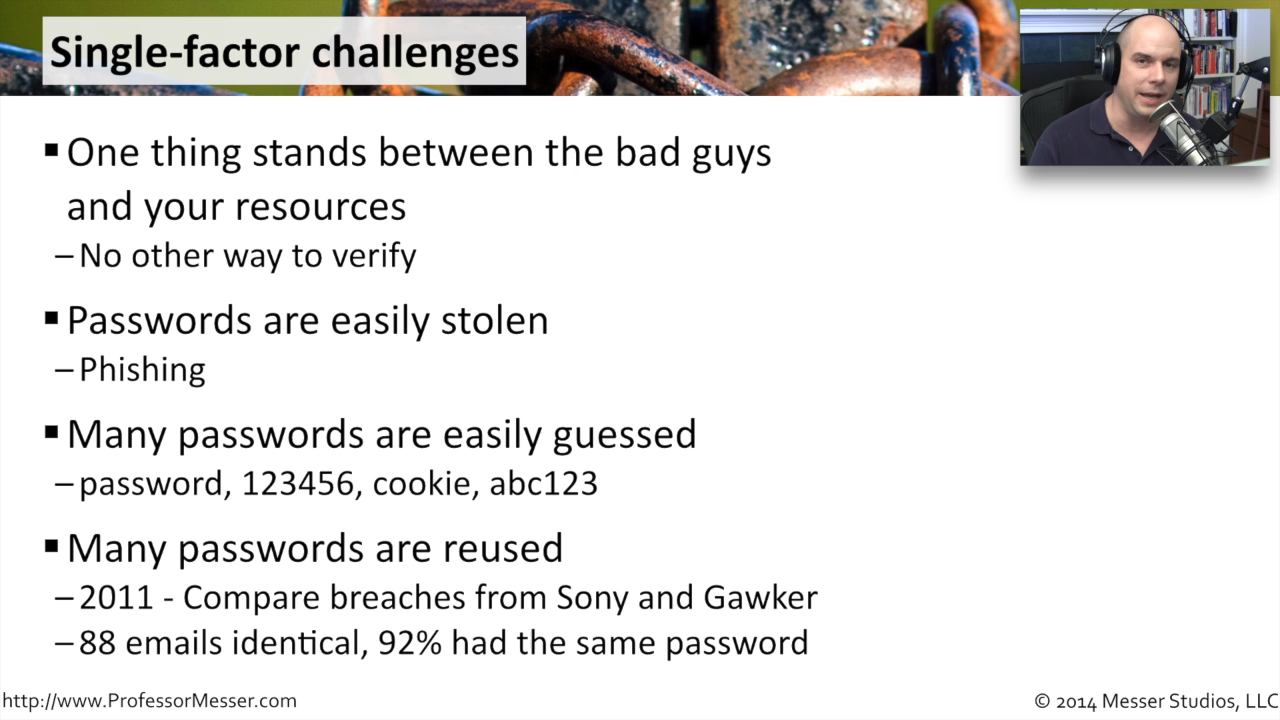 Single-factor challenges
▪ One thing stands between the bad guys
and your resources
– No other way to verify
▪ Passwords are easily stolen
– Phishing
▪ Many passwords are easily guessed
– password, 123456, cookie, abc123
▪ Many passwords are reused
– 2011 - Compare breaches from Sony and Gawker
– 88 emails identical, 92% had the same password
http://www.ProfessorMesser.com
© 2014 Messer Studios, LLC